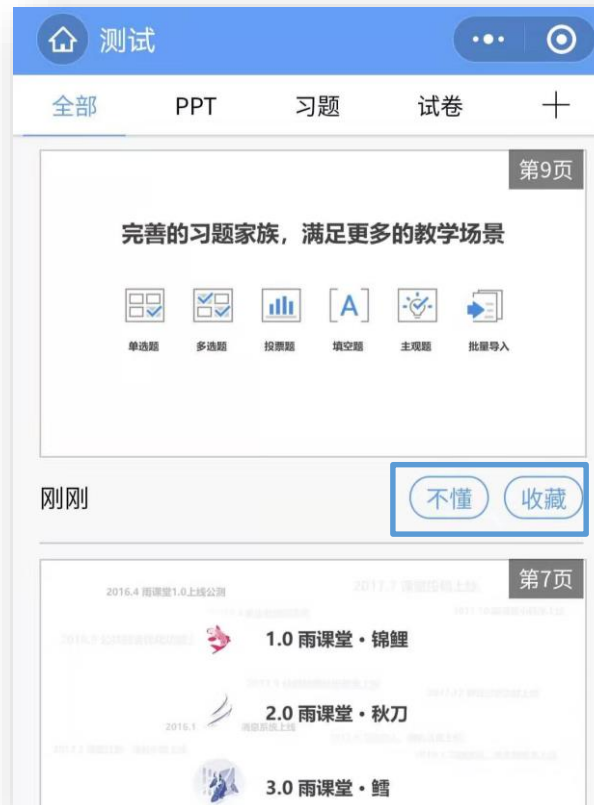 测试
全部 PPT 习题 试卷
第9页
完善的习题家族，满足更多的教学场景
A
单选题 多选题 投票题 填空题 主观题 批量导入
刚刚 不懂 收藏
第7页
2016.4 雨课堂1.0上线公测
1.0 雨课堂·锦鲤
2.0 雨课堂·秋刀
2016.1
3.0 雨课堂·鳕